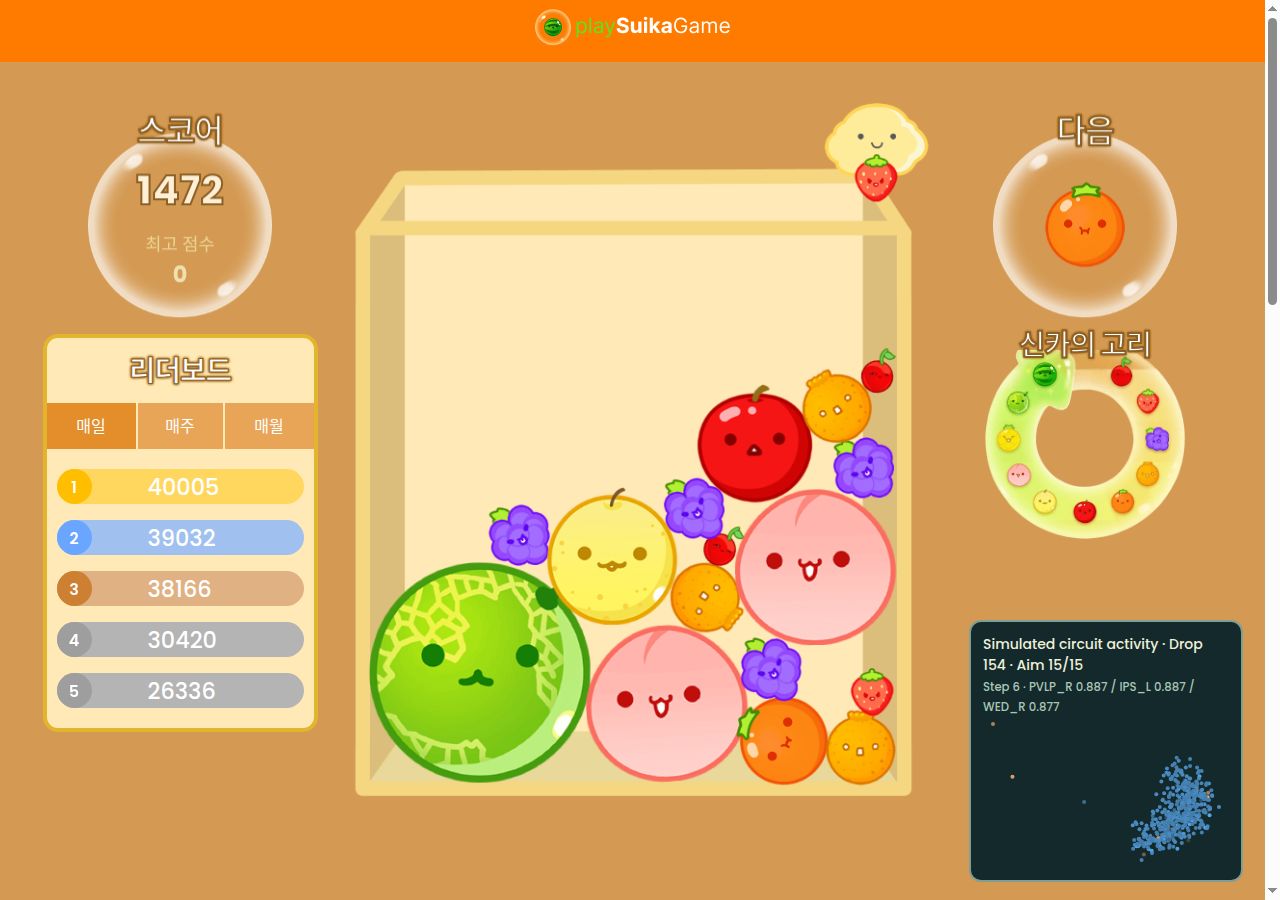 playSuikaGame
스코어
1472
최고 점수
0
다음
리더보드
매일 매주 매월
1 40005
2 39032
3 38166
4 30420
5 26336
신카의 고리
Simulated circuit activity · Drop
154 · Aim 15/15
Step 6 · PVLP_R 0.887 / IPS_L 0.887 /
WED_R 0.877